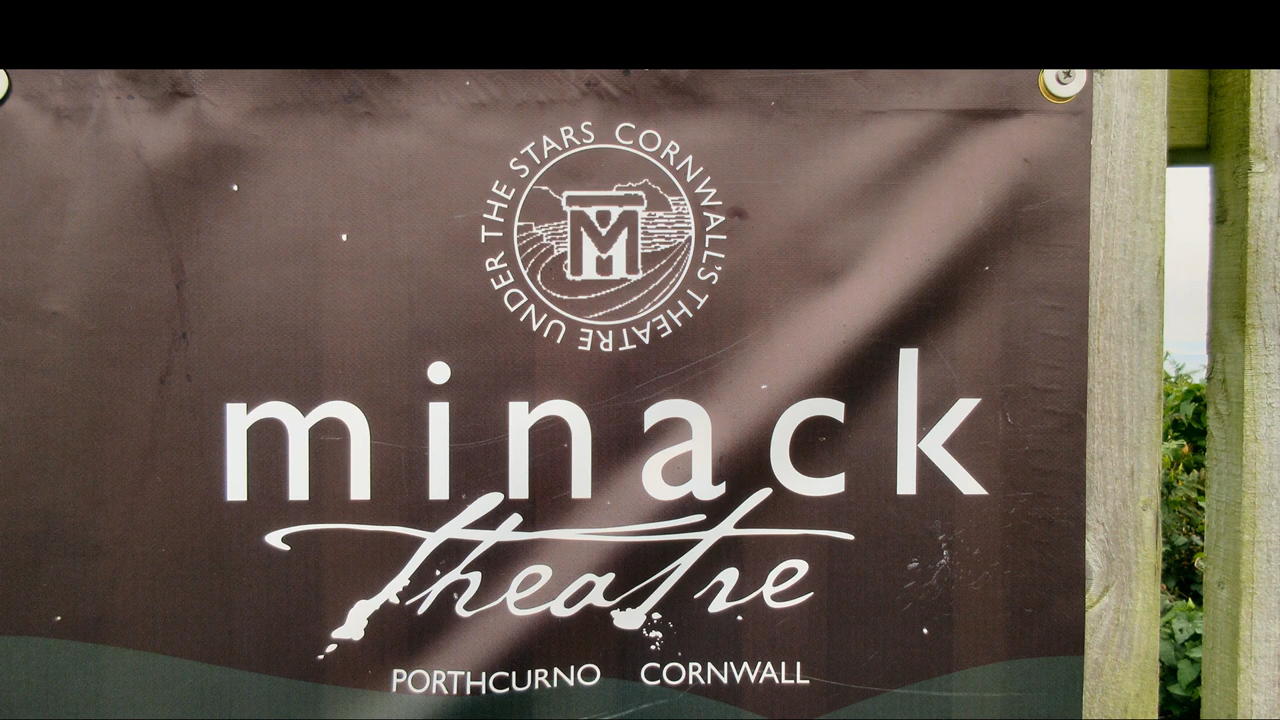 CORNWALL'S THEATRE UNDER THE STARS
M
minack
theatre
PORTHCURNO CORNWALL